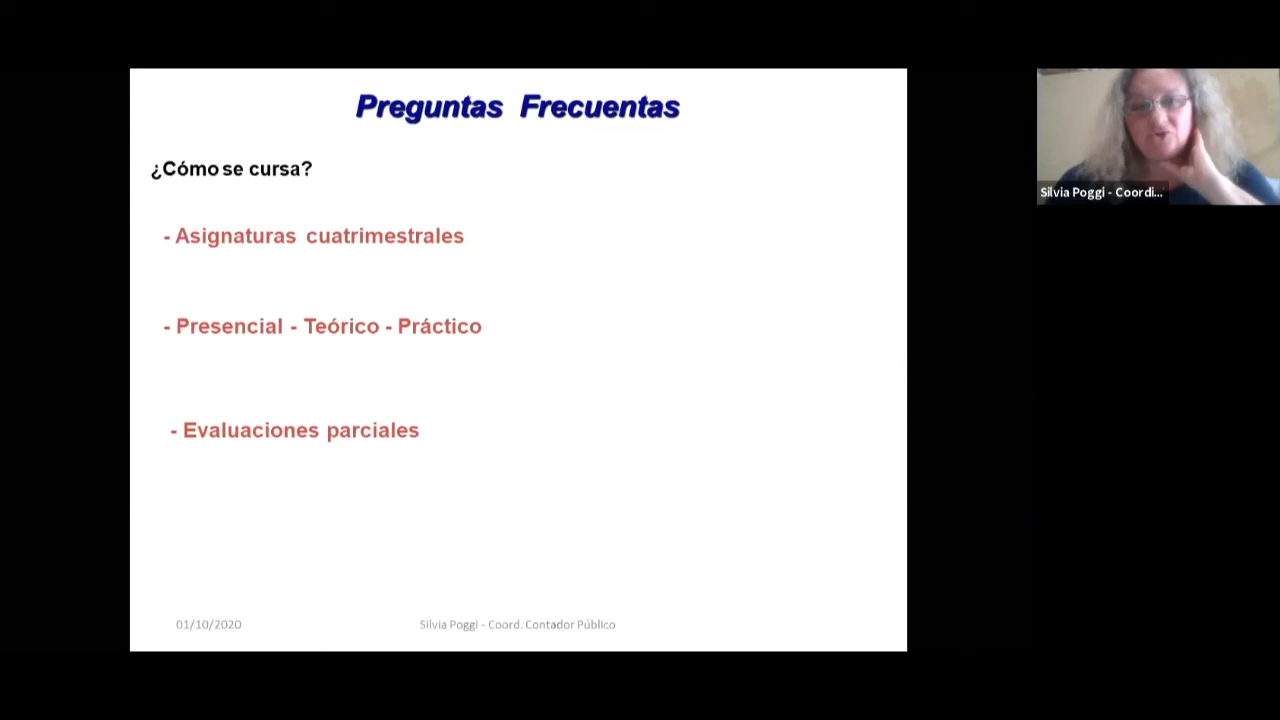 Preguntas Frecuentas
¿Cómo se cursa?
- Asignaturas cuatrimestrales
- Presencial - Teórico - Práctico
- Evaluaciones parciales
01/10/2020
Silvia Poggi - Coord. Contador Público
Silvia Poggi - Coordi...